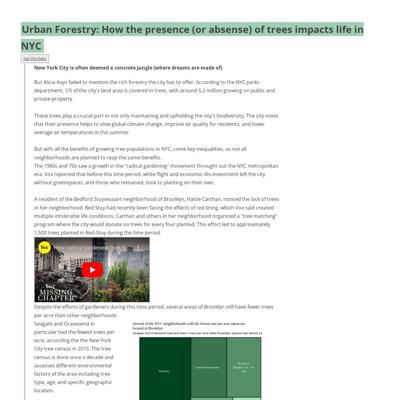 Urban Forestry: How the presence (or absense) of trees impacts life in
NYC
Get the Data
New York City is often deemed a concrete jungle (where dreams are made of)
But Alicia Keys failed to mention the rich forestry the city has to offer. According to the NYC parks
department, 1/5 of the city's land area is covered in trees, with around 5.2 million growing on public and
private property
These trees play a crucial part in not only maintaining and upholding the city's biodiversity. The city notes
that their presence helps to slow global climate change, improve air quality for residents, and lower
average air temperatures in the summer.
But with all the benefits of growing tree populations in NYC, come key inequalities, as not all
neighborhoods are planned to reap the same benefits.
The 1960s and 70s saw a growth in the "radical gardening" movement throughout the NYC metropolitan
era. Vox reported that before this time period, white flight and economic dis-investment left the city
without greenspaces, and those who remained, took to planting on their own.
A resident of the Bedford Stuyvessant neighborhood of Brooklyn, Hattie Carthan, noticed the lack of trees
in her neighborhood. Bed Stuy had recently been facing the effects of red lining, which Vox said created
multiple intolerable life conditions. Carthan and others in her neighborhood organized a "tree matching"
program where the city would donate six trees for every four planted. This effort led to approximately
1,500 trees planted in Bed-Stuy during the time period.
How radical gardeners took b
MISSING
CHAPTER
Despite the efforts of gardeners during this time period, several areas of Brooklyn still have fewer trees
per acre than other neighborhoods
Seagate and Gravesend in
particular had the fewest trees per
acre, according the the New York
City tree census in 2015. The tree
census is done once a decade and
ascesses different environmental
factors of the area including tree
type, age, and specific geographic
location.
Several of the NYC neighborhoods with the fewest tree per acre ration are
located in Brooklyn